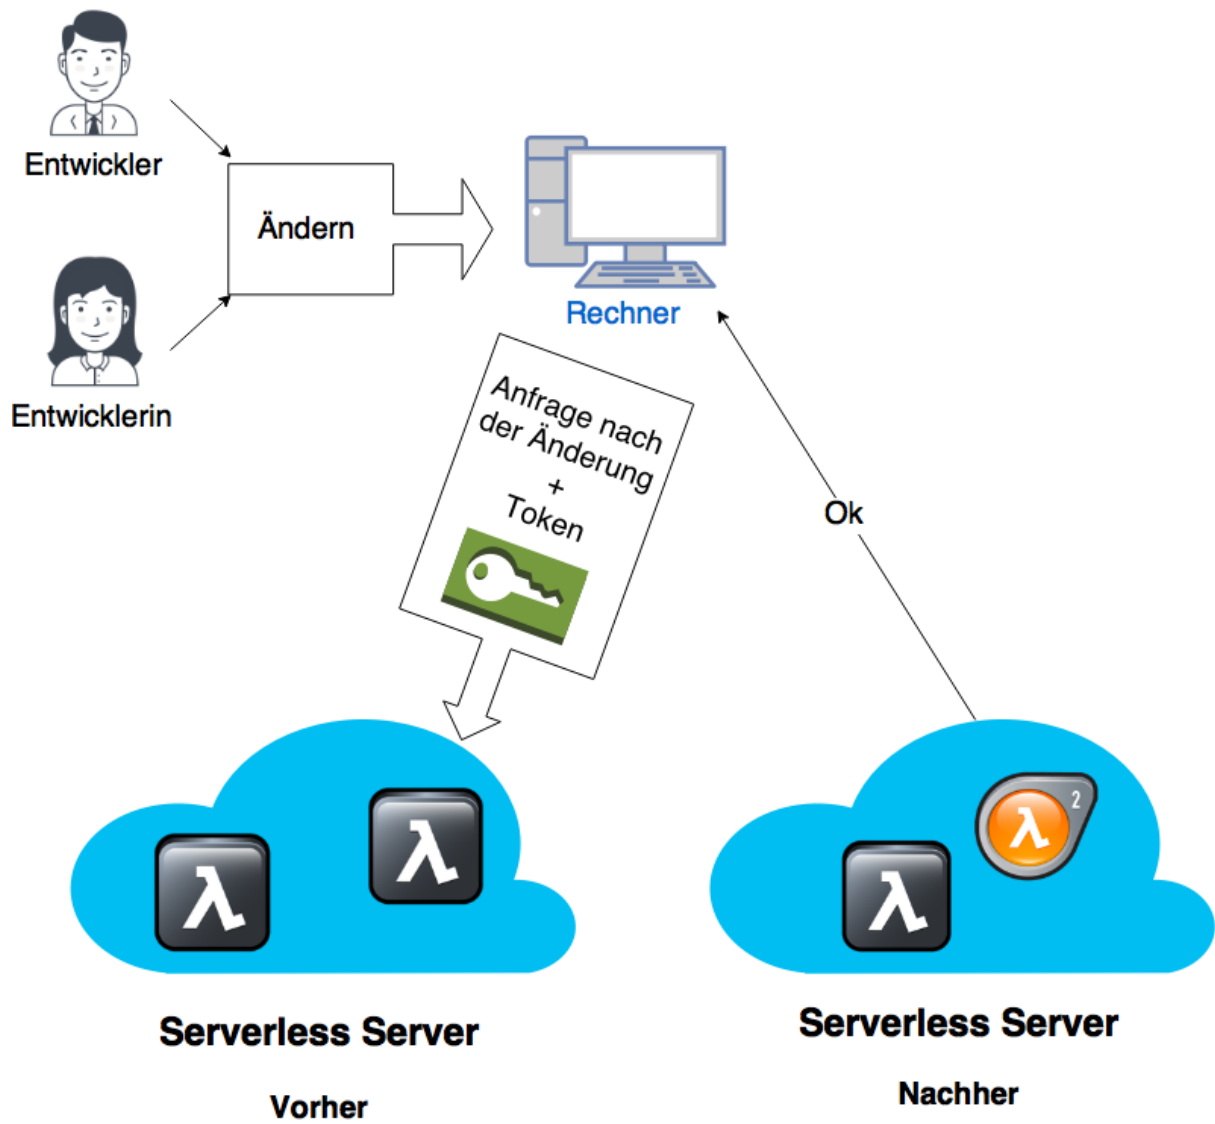 Entwickler
Ändern
Rechner
Entwicklerin
Anfrage nach
der Änderung
+
Token
Ok
λ
λ
λ
λ
2
Serverless Server
Vorher
Serverless Server
Nachher